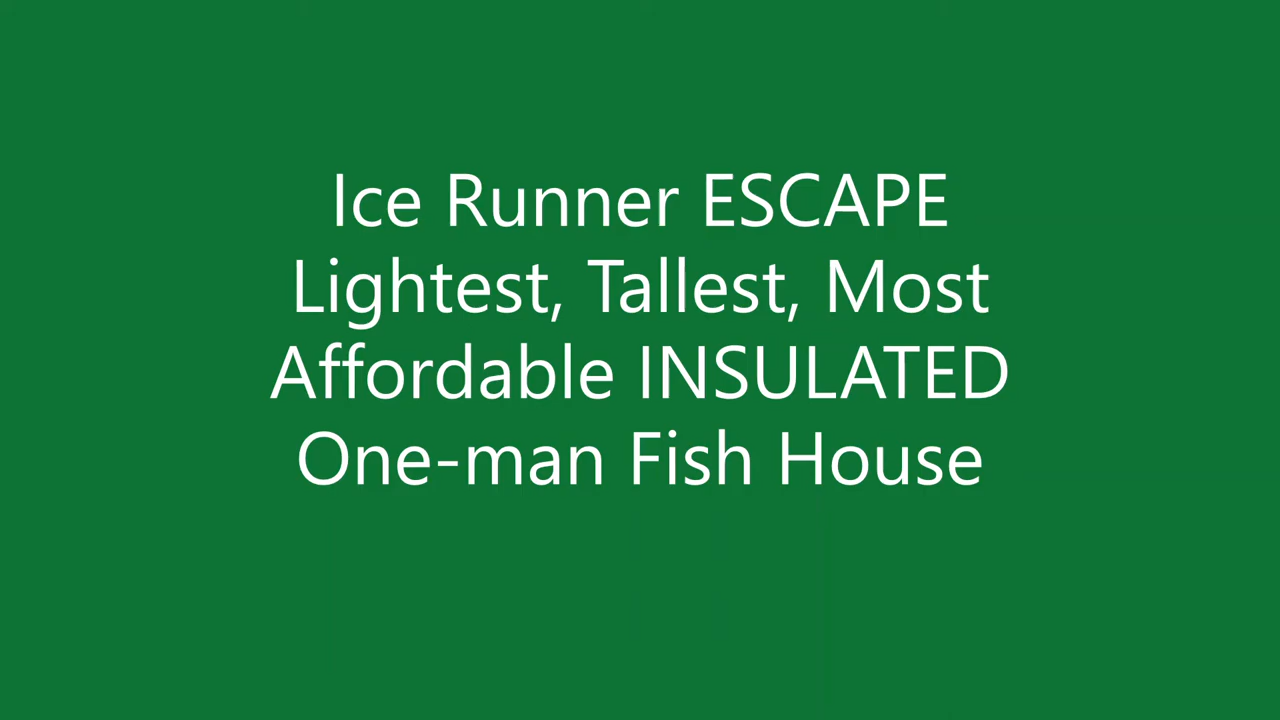 Ice Runner ESCAPE
Lightest, Tallest, Most
Affordable INSULATED
One-man Fish House